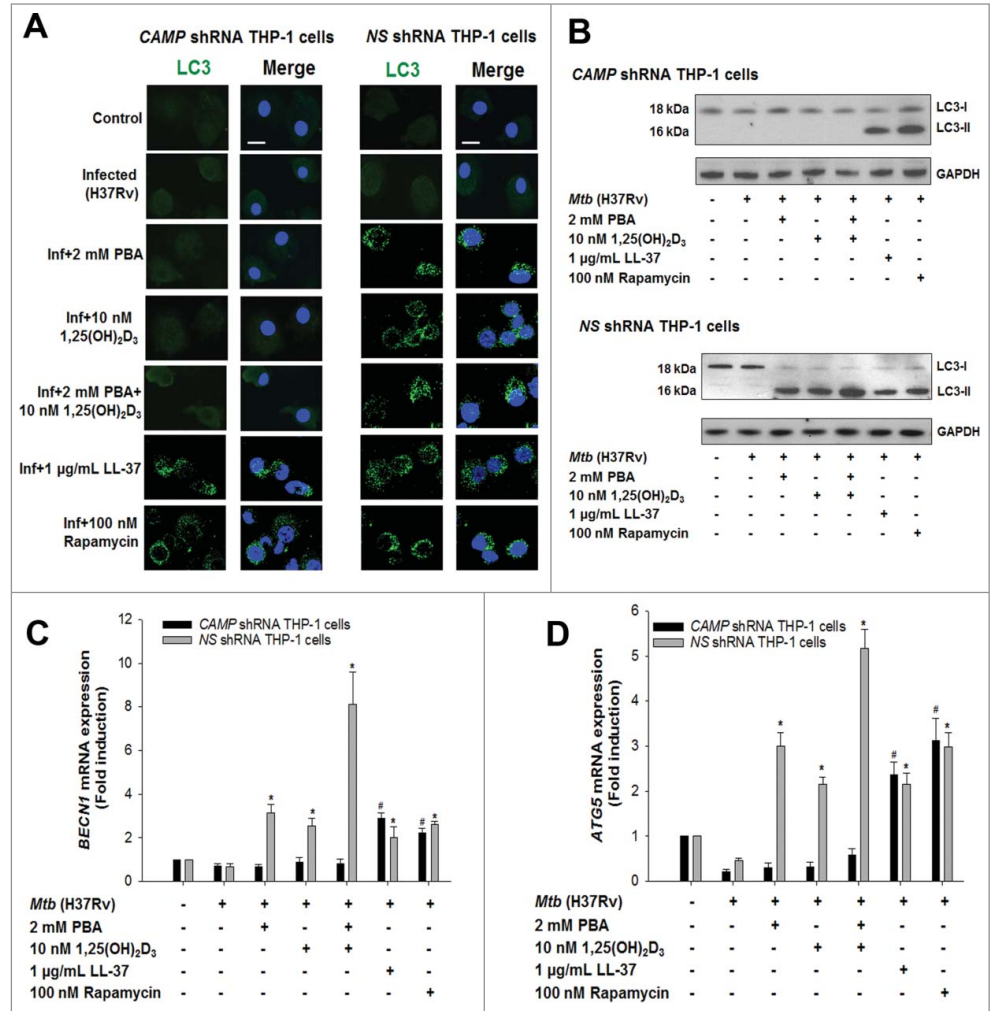 A
CAMP shRNA THP-1 cells NS shRNA THP-1 cells
LC3 Merge LC3 Merge
Control
Infected
(H37Rv)
Inf+2 mM PBA
Inf+10 nM
1,25(OH)₂D₃
Inf+2 mM PBA+
10 nM 1,25(OH)₂D₃
Inf+1 µg/mL LL-37
Inf+100 nM
Rapamycin
B
CAMP shRNA THP-1 cells
18 kDa LC3-I
16 kDa LC3-II
GAPDH
Mtb (H37Rv) - + + + + + +
2 mM PBA - - + - + - -
10 nM 1,25(OH)₂D₃ - - - + + - -
1 µg/mL LL-37 - - - - - + -
100 nM Rapamycin - - - - - - +
NS shRNA THP-1 cells
18 kDa LC3-I
16 kDa LC3-II
GAPDH
Mtb (H37Rv) - + + + + + +
2 mM PBA - - + - + - -
10 nM 1,25(OH)₂D₃ - - - + + - -
1 µg/mL LL-37 - - - - - + -
100 nM Rapamycin - - - - - - +
C
CAMP shRNA THP-1 cells
NS shRNA THP-1 cells
BECN1 mRNA expression
(Fold induction)
12
10
8
6
4
2
0
* * * # * # *
Mtb (H37Rv) - + + + + + +
2 mM PBA - - + - + - -
10 nM 1,25(OH)₂D₃ - - - + + - -
1 µg/mL LL-37 - - - - - + -
100 nM Rapamycin - - - - - - +
D
CAMP shRNA THP-1 cells
NS shRNA THP-1 cells
ATG5 mRNA expression
(Fold induction)
6
5
4
3
2
1
0
* * * # * # *
Mtb (H37Rv) - + + + + + +
2 mM PBA - - + - + - -
10 nM 1,25(OH)₂D₃ - - - + + - -
1 µg/mL LL-37 - - - - - + -
100 nM Rapamycin - - - - - - +